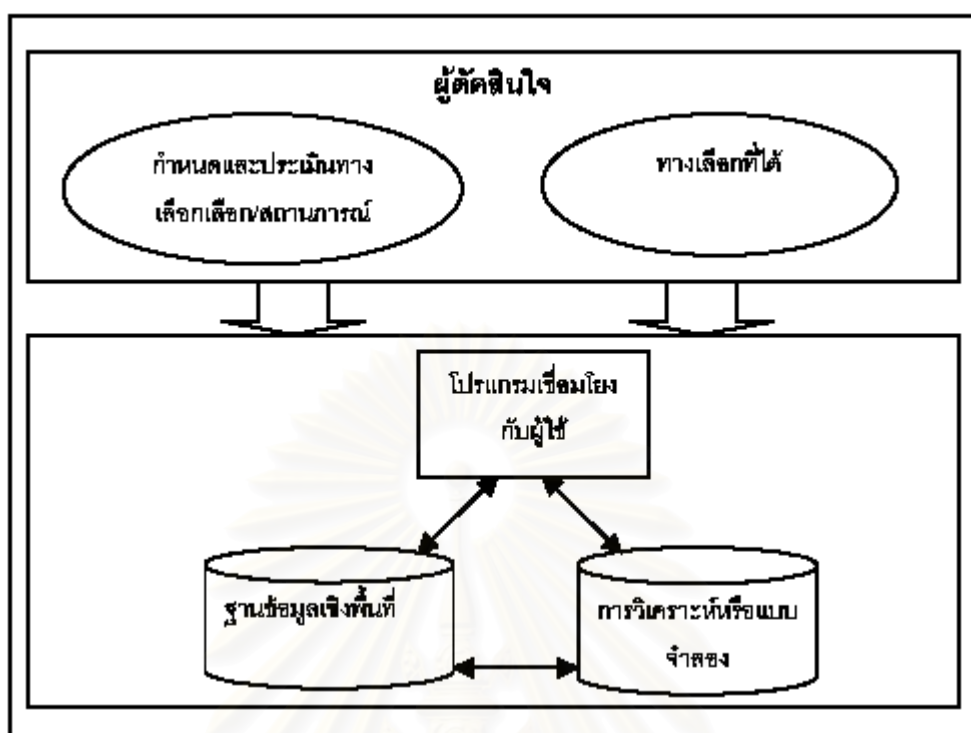 ผู้ตัดสินใจ
กำหนดและประเมินทาง
เลือกเลือก/สถานการณ์
ทางเลือกที่ได้
โปรแกรมเชื่อมโยง
กับผู้ใช้
ฐานข้อมูลเชิงพื้นที่
การวิเคราะห์หรือแบบ
จำลอง